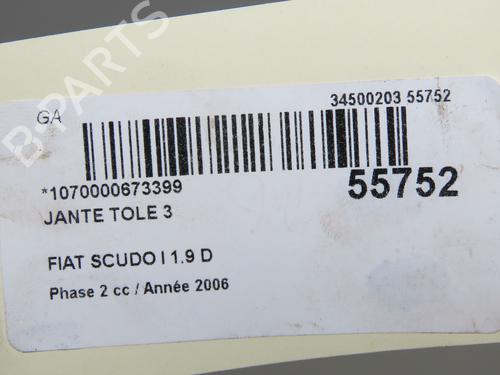 GA
34500203 55752
*1070000673399
55752
JANTE TOLE 3
FIAT SCUDO I 1.9 D
Phase 2 cc / Année 2006
B-PARTS